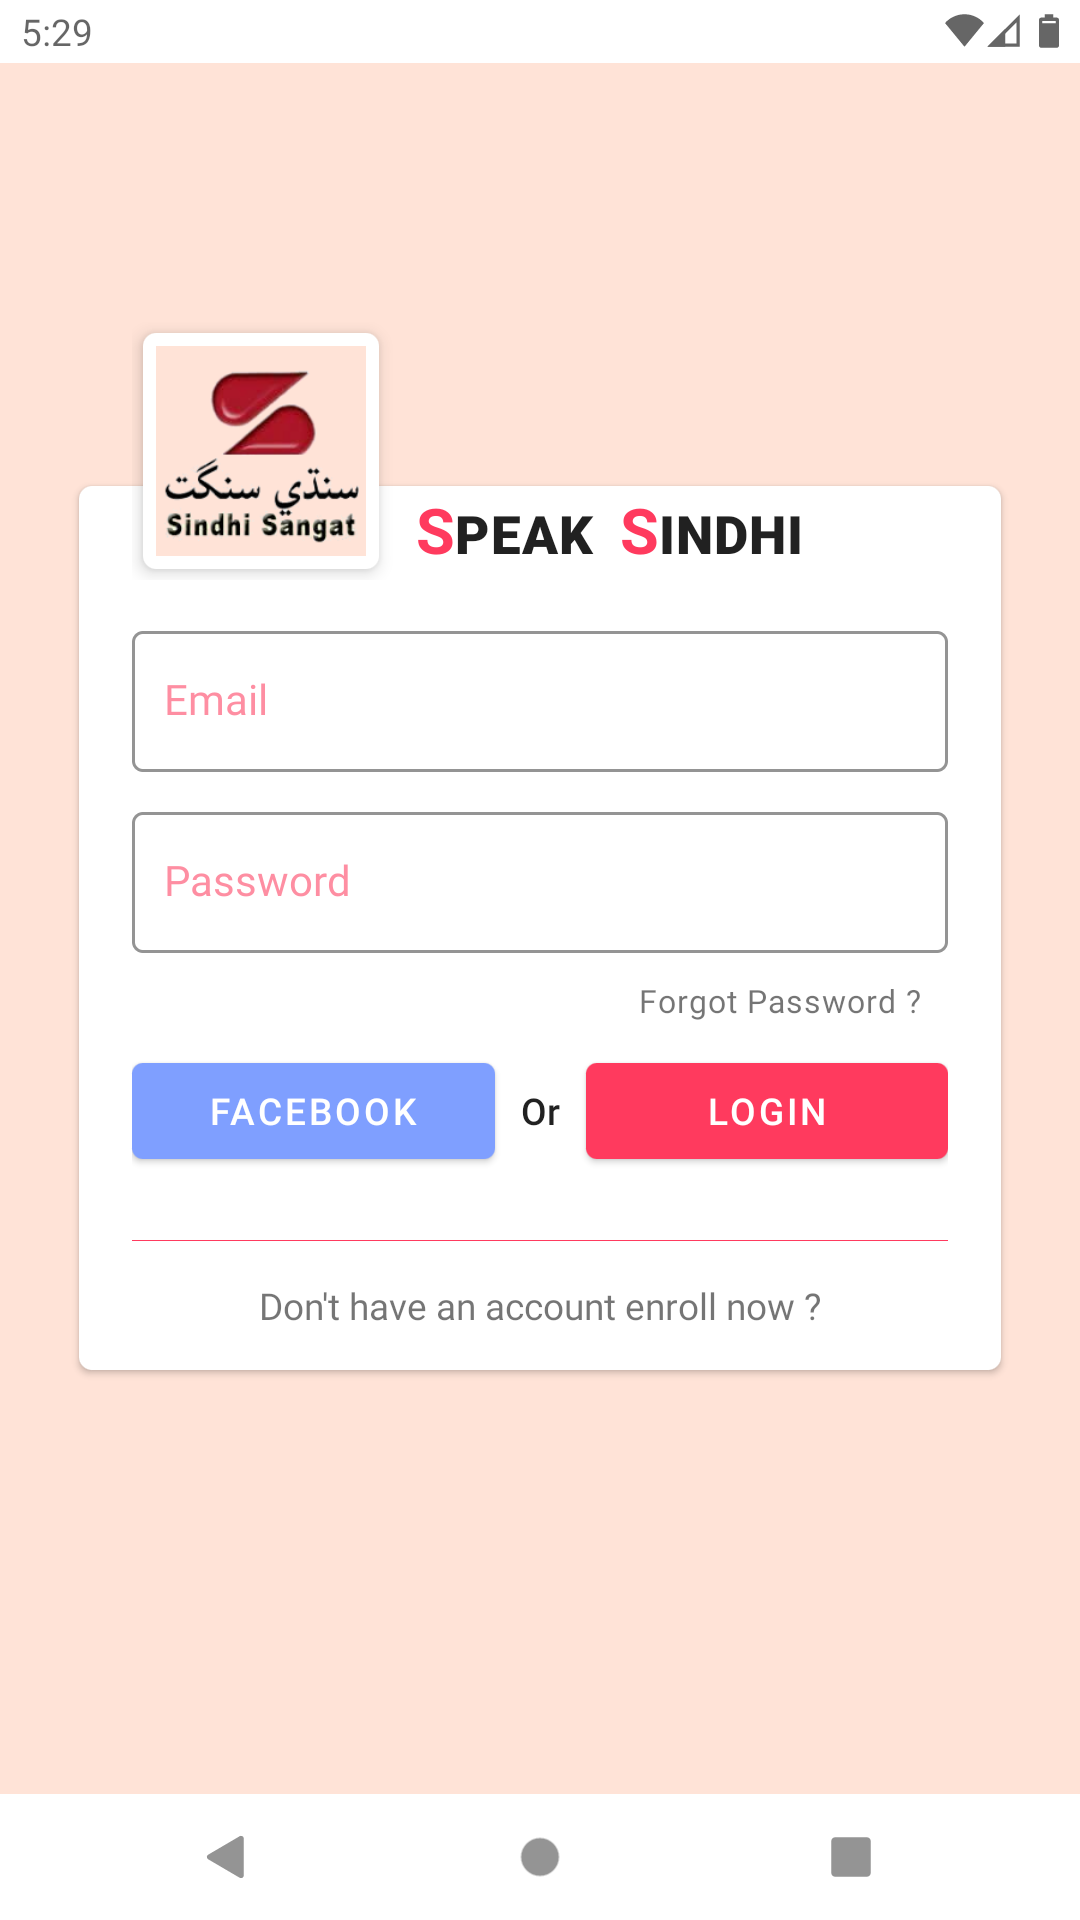 5:29
سنڌي سنگت
Sindhi Sangat
SPEAK SINDHI
Email
Password
Forgot Password ?
FACEBOOK Or LOGIN
Don't have an account enroll now ?